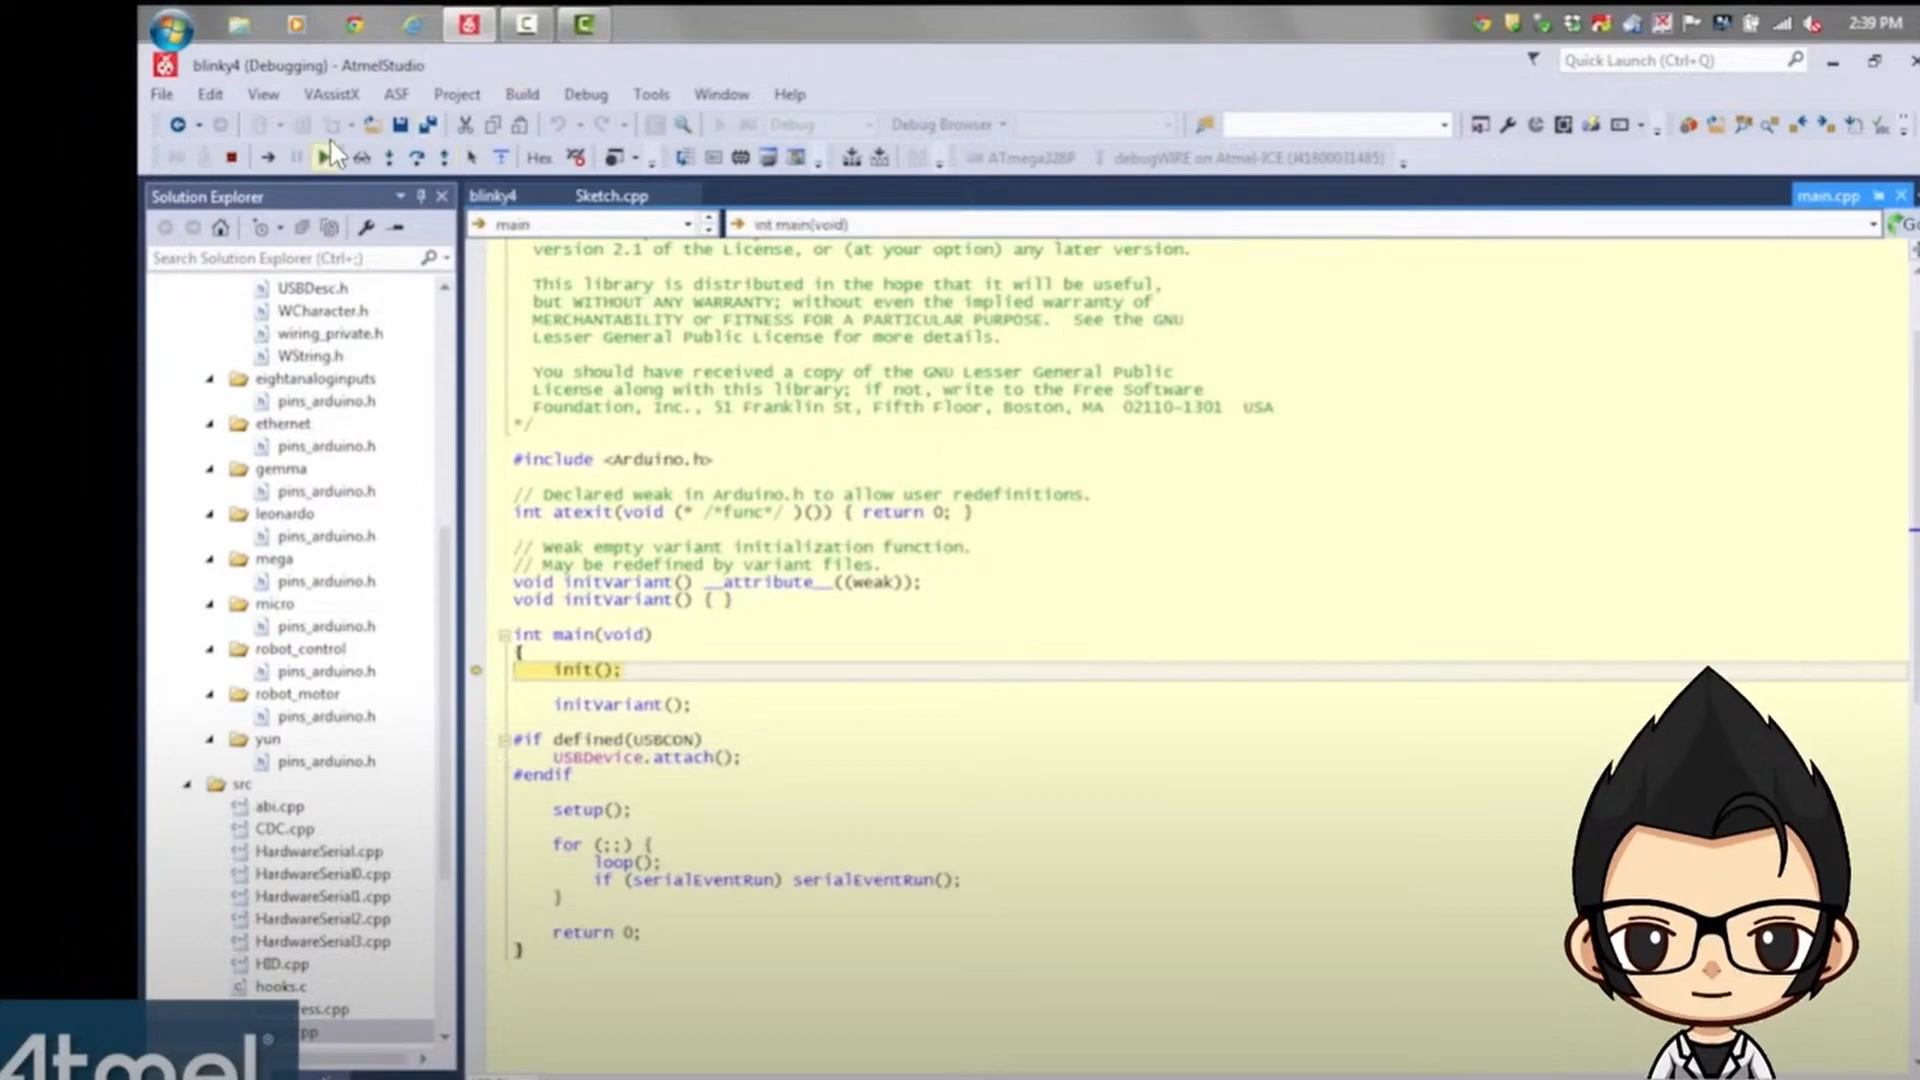 2:39 PM
blinky4 (Debugging) - AtmelStudio
Quick Launch (Ctrl+Q)
File Edit View VAssistX ASF Project Build Debug Tools Window Help
Debug Debug Browser
Hex ATmega328P debugWIRE on Atmel-ICE (J41800031485)
Solution Explorer
Search Solution Explorer (Ctrl+;)
USBDesc.h
WCharacter.h
wiring_private.h
WString.h
eightanaloginputs
pins_arduino.h
ethernet
pins_arduino.h
gemma
pins_arduino.h
leonardo
pins_arduino.h
mega
pins_arduino.h
micro
pins_arduino.h
robot_control
pins_arduino.h
robot_motor
pins_arduino.h
yun
pins_arduino.h
src
abi.cpp
CDC.cpp
HardwareSerial.cpp
HardwareSerial0.cpp
HardwareSerial1.cpp
HardwareSerial2.cpp
HardwareSerial3.cpp
HID.cpp
hooks.c
ress.cpp
cpp
blinky4 Sketch.cpp main.cpp
main int main(void) Go
version 2.1 of the License, or (at your option) any later version.
This library is distributed in the hope that it will be useful,
but WITHOUT ANY WARRANTY; without even the implied warranty of
MERCHANTABILITY or FITNESS FOR A PARTICULAR PURPOSE. See the GNU
Lesser General Public License for more details.
You should have received a copy of the GNU Lesser General Public
License along with this library; if not, write to the Free Software
Foundation, Inc., 51 Franklin St, Fifth Floor, Boston, MA 02110-1301 USA
*/
#include <Arduino.h>
// Declared weak in Arduino.h to allow user redefinitions.
int atexit(void (* /*func*/ )()) { return 0; }
// Weak empty variant initialization function.
// May be redefined by variant files.
void initVariant() __attribute__((weak));
void initVariant() { }
int main(void)
{
init();
initVariant();
#if defined(USBCON)
USBDevice.attach();
#endif
setup();
for (;;) {
loop();
if (serialEventRun) serialEventRun();
}
return 0;
}
Atmel®